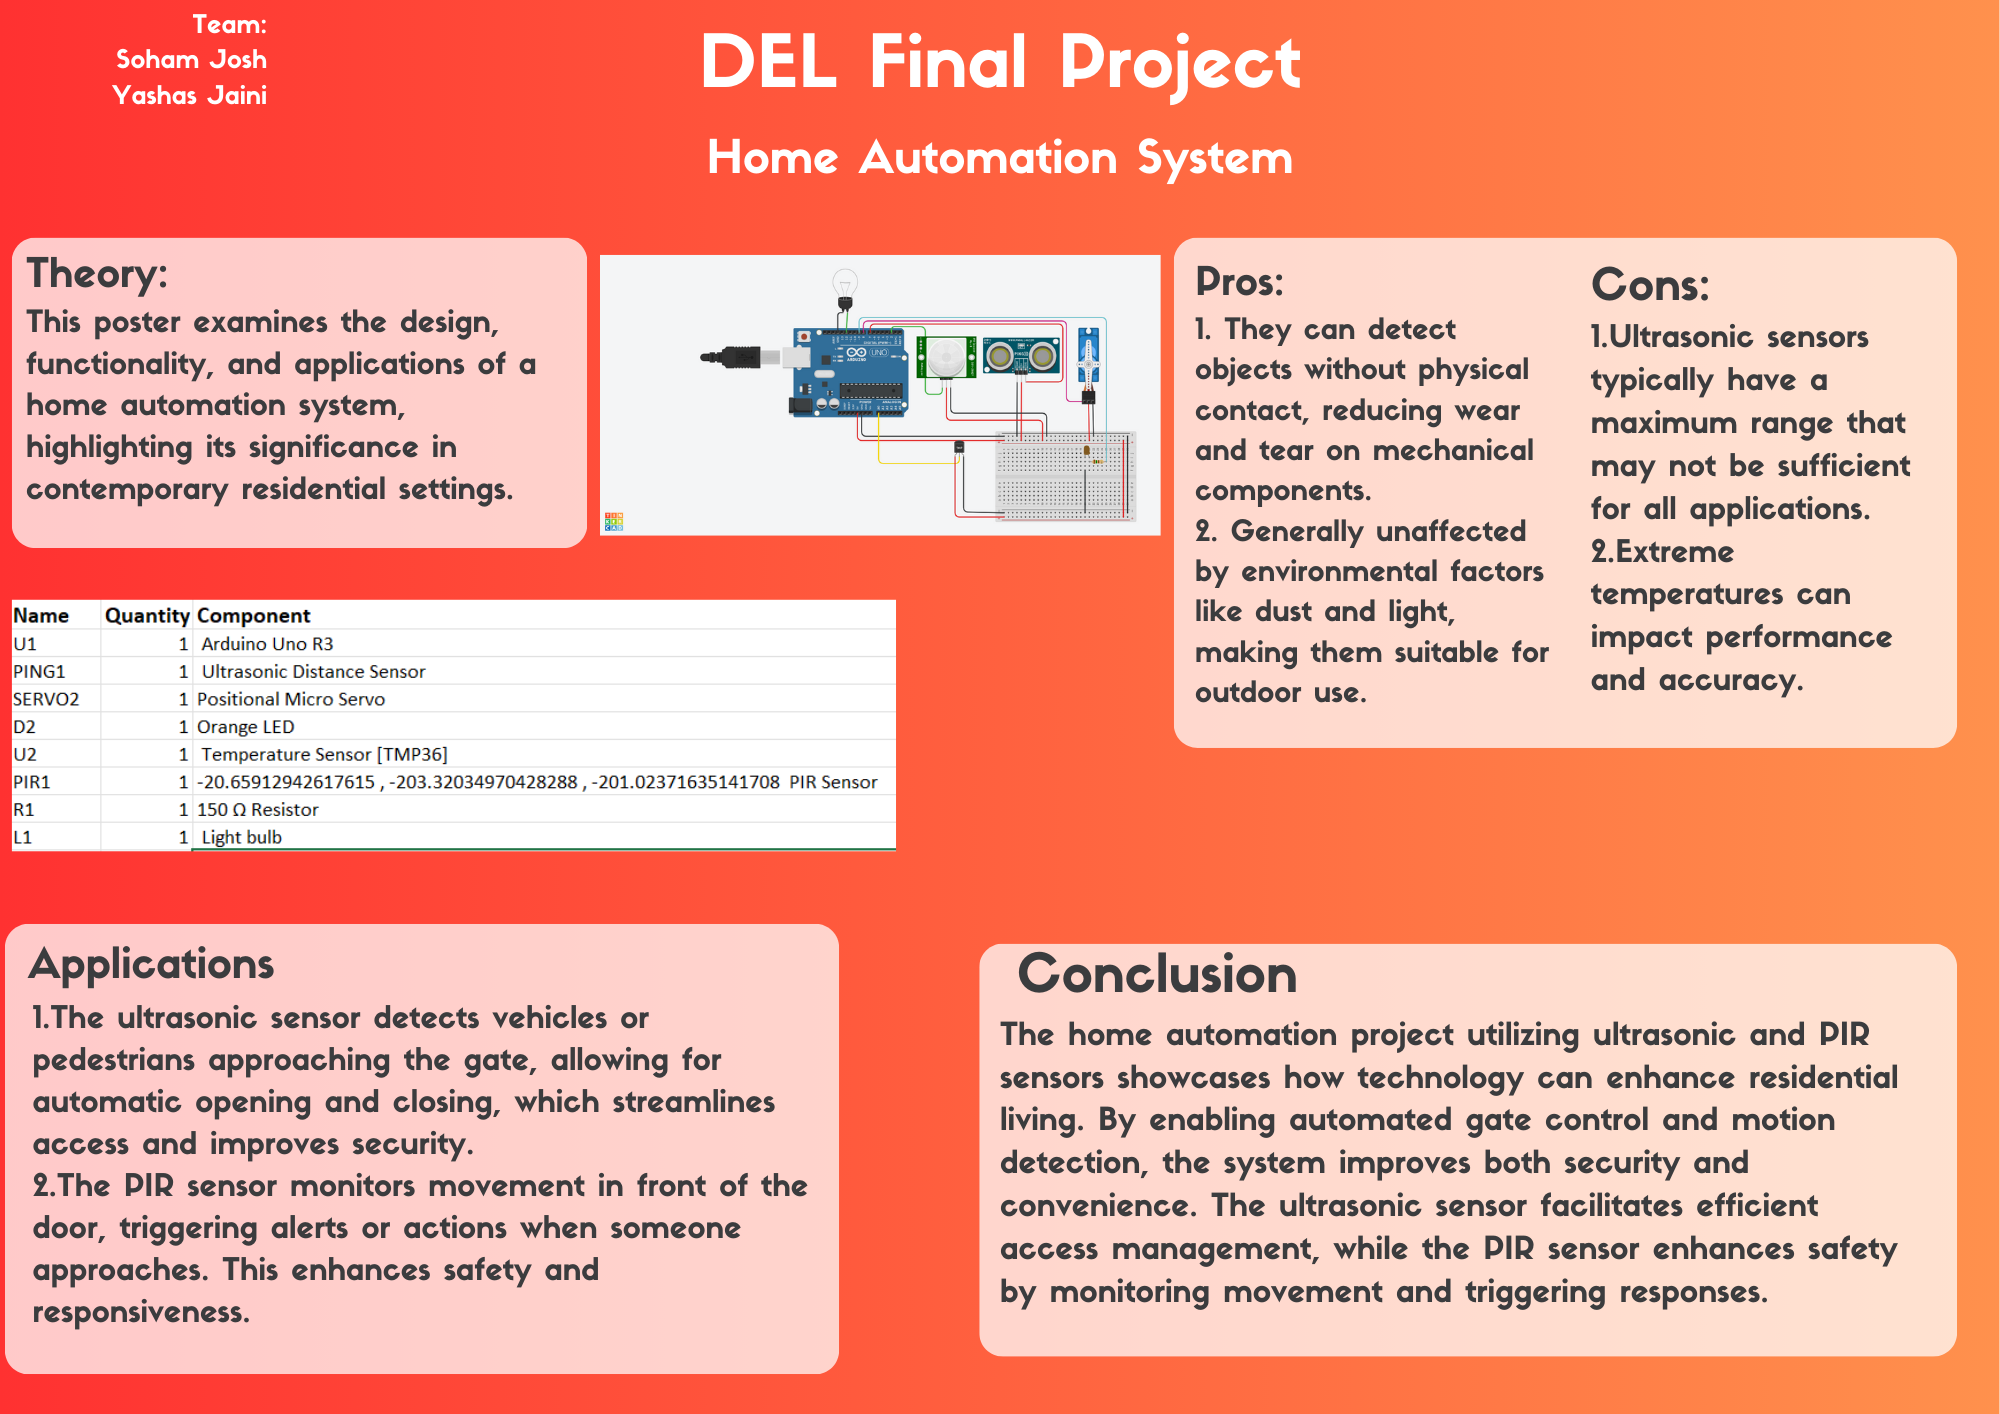 Team:
Soham Josh
Yashas Jaini
DEL Final Project
Home Automation System
Theory:
This poster examines the design,
functionality, and applications of a
home automation system,
highlighting its significance in
contemporary residential settings.
ARDUINO
UNO
Pros:
1. They can detect
objects without physical
contact, reducing wear
and tear on mechanical
components.
2. Generally unaffected
by environmental factors
like dust and light,
making them suitable for
outdoor use.
Cons:
1.Ultrasonic sensors
typically have a
maximum range that
may not be sufficient
for all applications.
2.Extreme
temperatures can
impact performance
and accuracy.
Name Quantity Component
U1 1 Arduino Uno R3
PING1 1 Ultrasonic Distance Sensor
SERVO2 1 Positional Micro Servo
D2 1 Orange LED
U2 1 Temperature Sensor [TMP36]
PIR1 1 -20.65912942617615 , -203.32034970428288 , -201.02371635141708 PIR Sensor
R1 1 150 Ω Resistor
L1 1 Light bulb
Applications
1.The ultrasonic sensor detects vehicles or
pedestrians approaching the gate, allowing for
automatic opening and closing, which streamlines
access and improves security.
2.The PIR sensor monitors movement in front of the
door, triggering alerts or actions when someone
approaches. This enhances safety and
responsiveness.
Conclusion
The home automation project utilizing ultrasonic and PIR
sensors showcases how technology can enhance residential
living. By enabling automated gate control and motion
detection, the system improves both security and
convenience. The ultrasonic sensor facilitates efficient
access management, while the PIR sensor enhances safety
by monitoring movement and triggering responses.